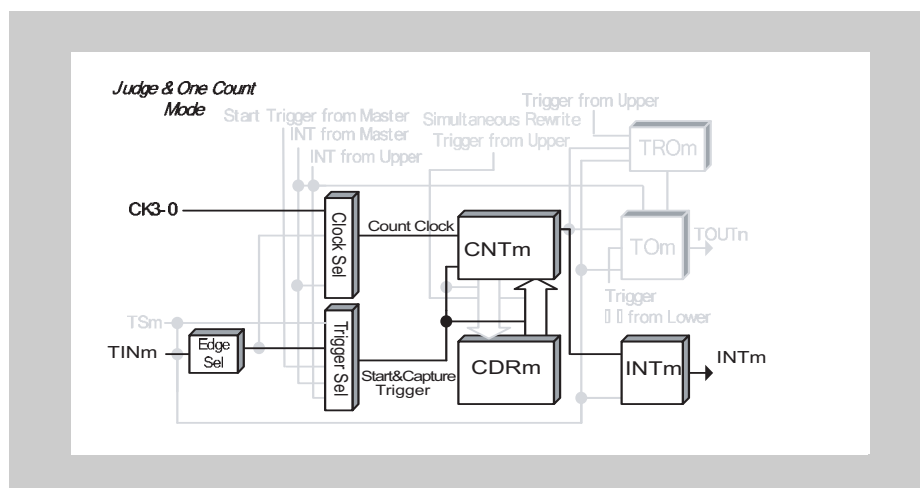 Judge & One Count
Mode
Trigger from Upper
Start Trigger from Master
Simultaneous Rewrite
INT from Master
Trigger from Upper
INT from Upper
TROm
CK3-0
Clock Sel
Count Clock
CNTm
TOm
TOUTn
Trigger
from Lower
TSm
TINm
Edge
Sel
Trigger Sel
Start&Capture
Trigger
CDRm
INTm
INTm